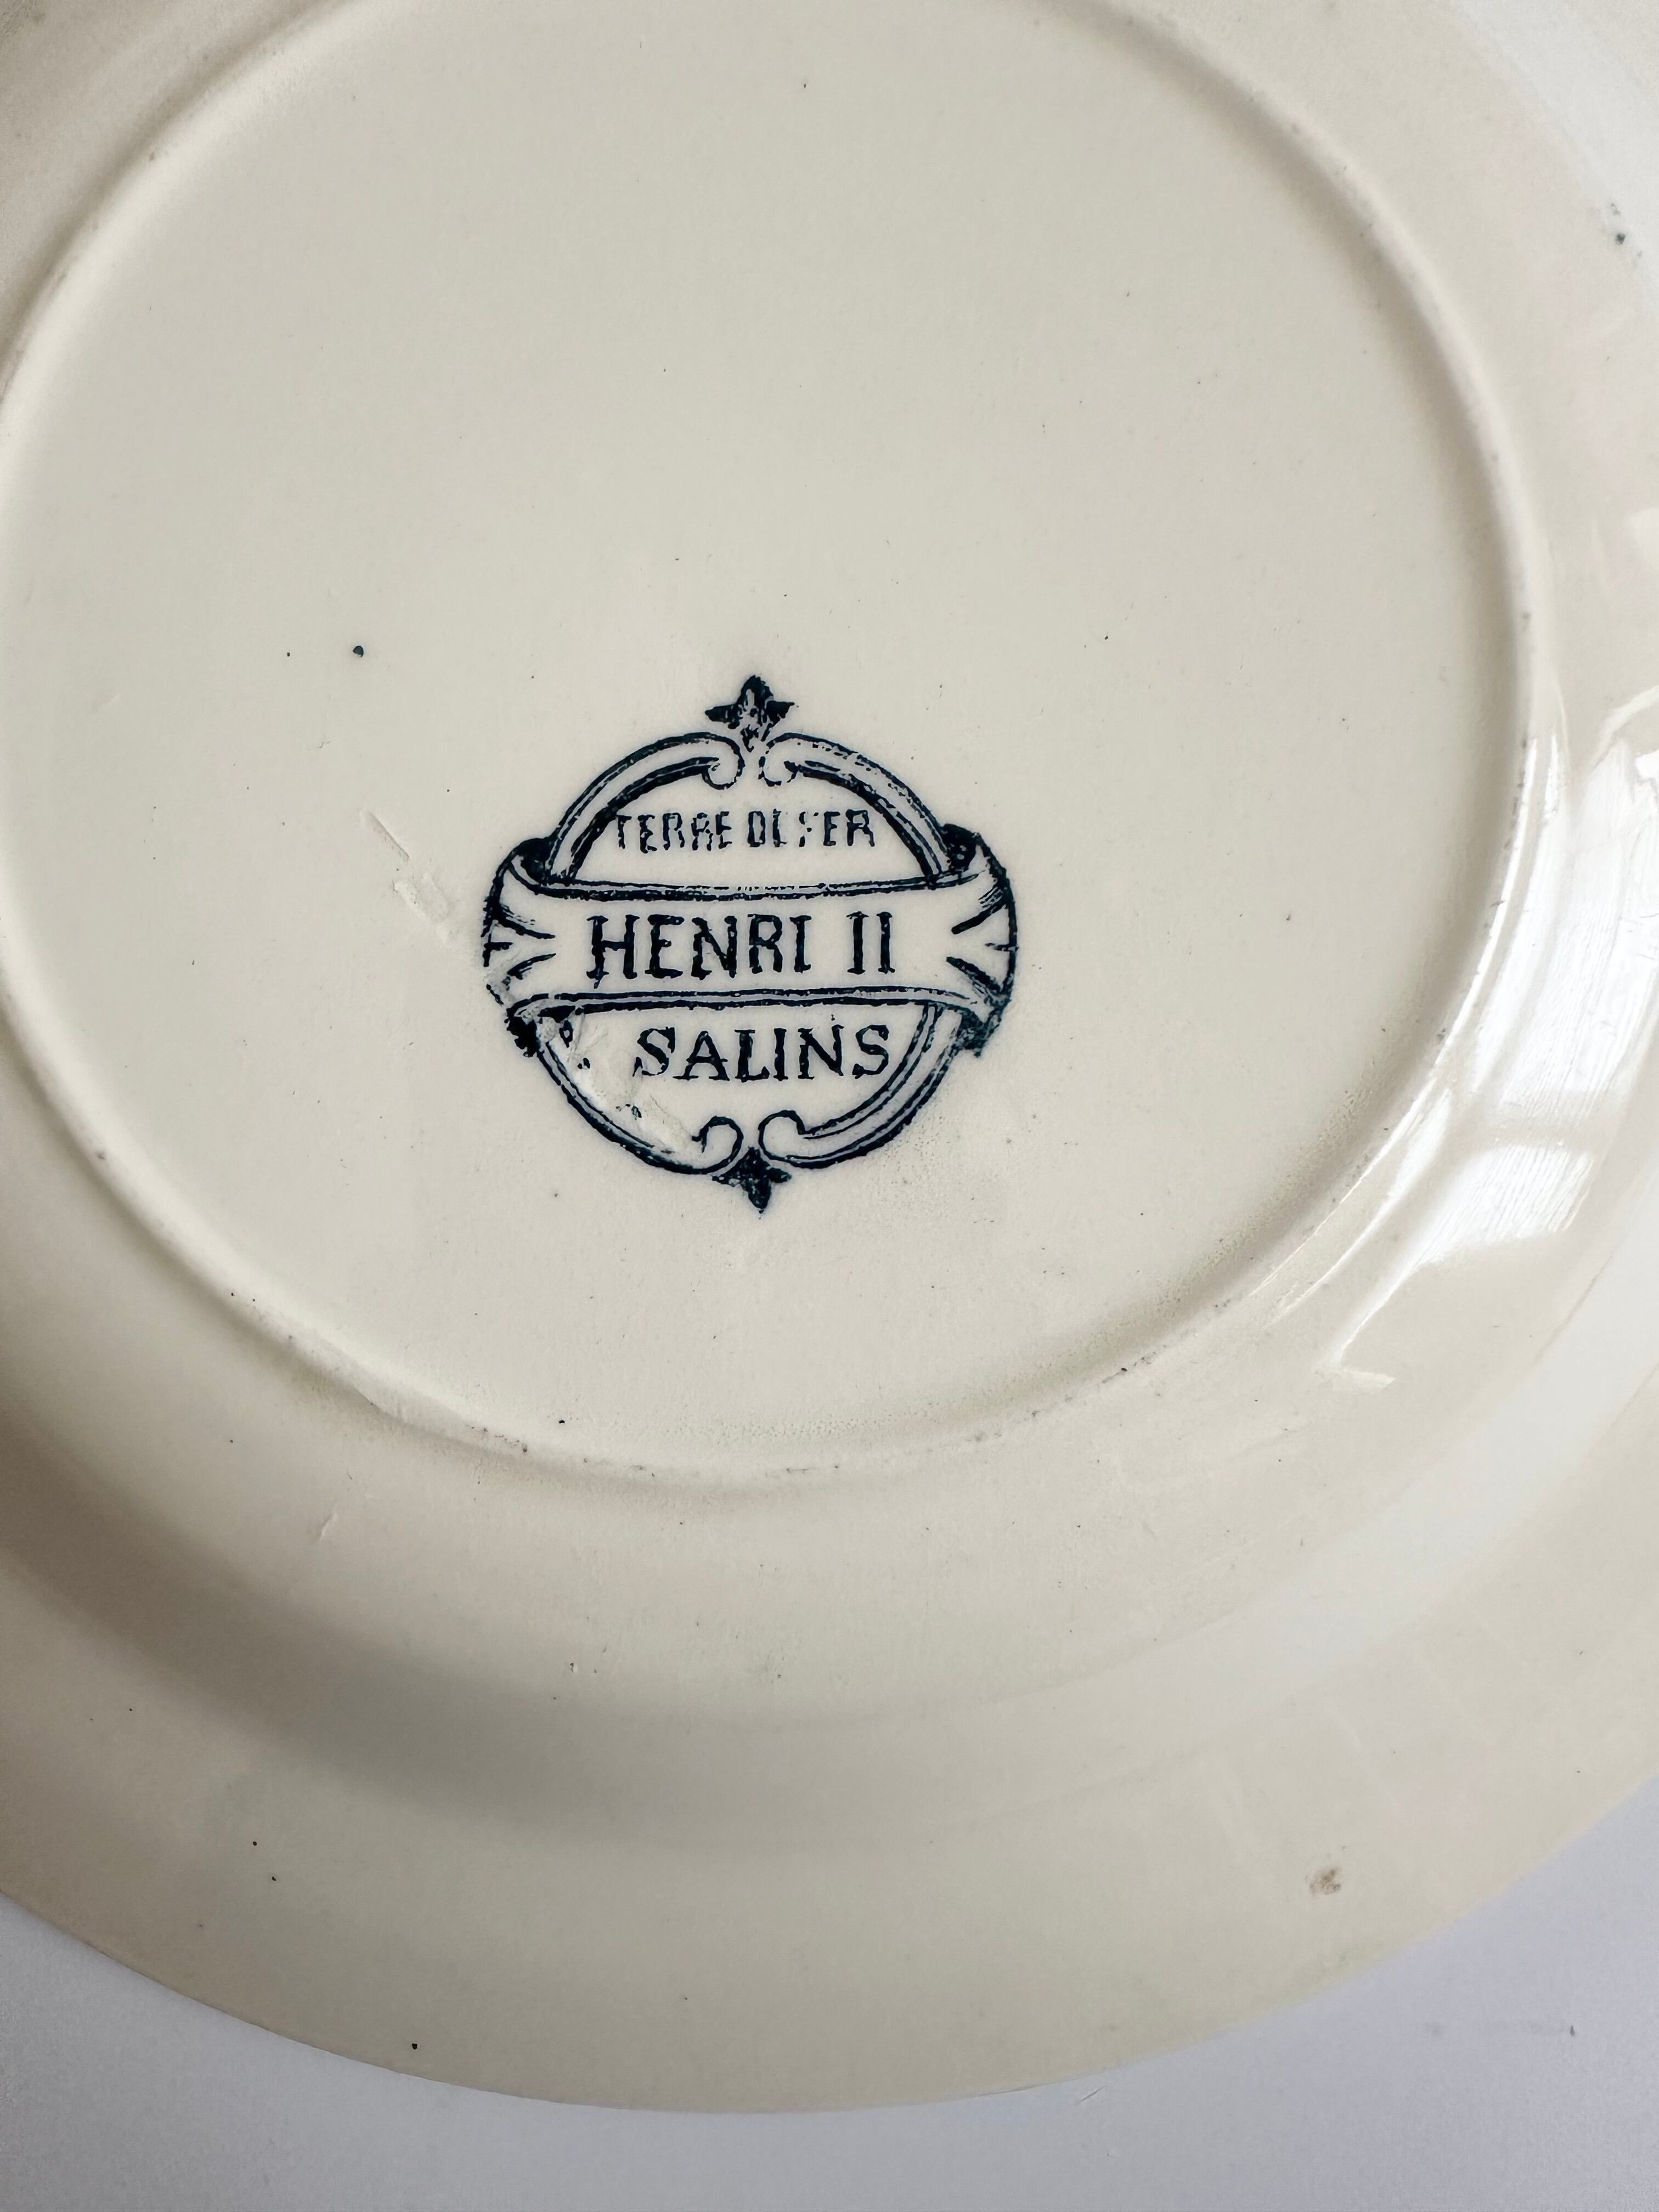 TERRE DE FER
HENRI II
SALINS